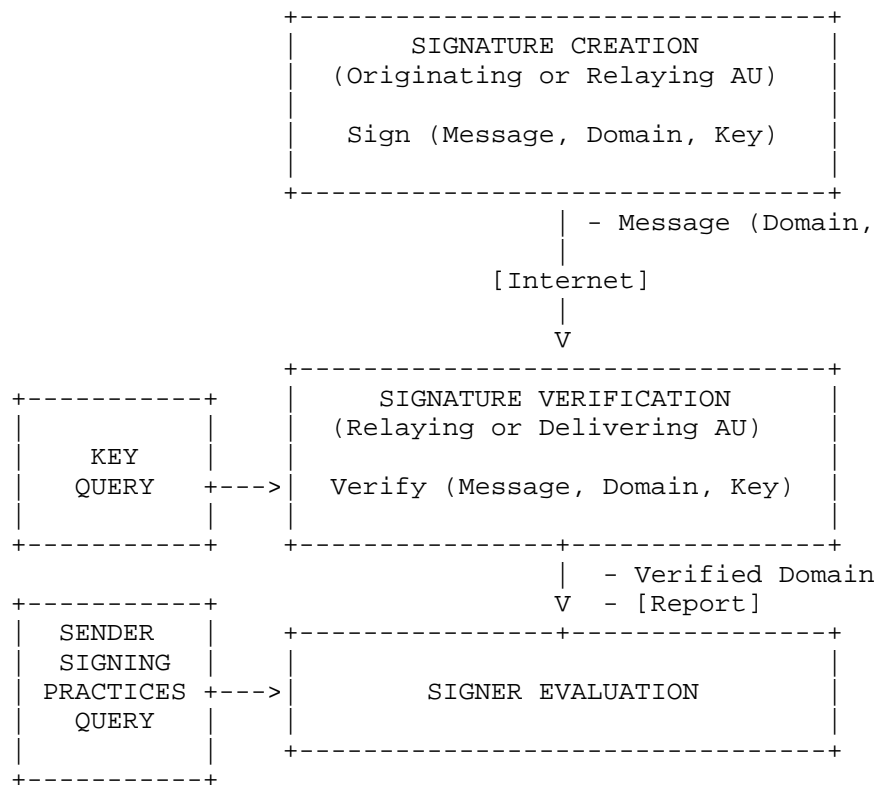 SIGNATURE CREATION
(Originating or Relaying AU)
Sign (Message, Domain, Key)
- Message (Domain,
[Internet]
V
SIGNATURE VERIFICATION
(Relaying or Delivering AU)
KEY
QUERY
Verify (Message, Domain, Key)
- Verified Domain
V - [Report]
SENDER
SIGNING
PRACTICES
QUERY
SIGNER EVALUATION